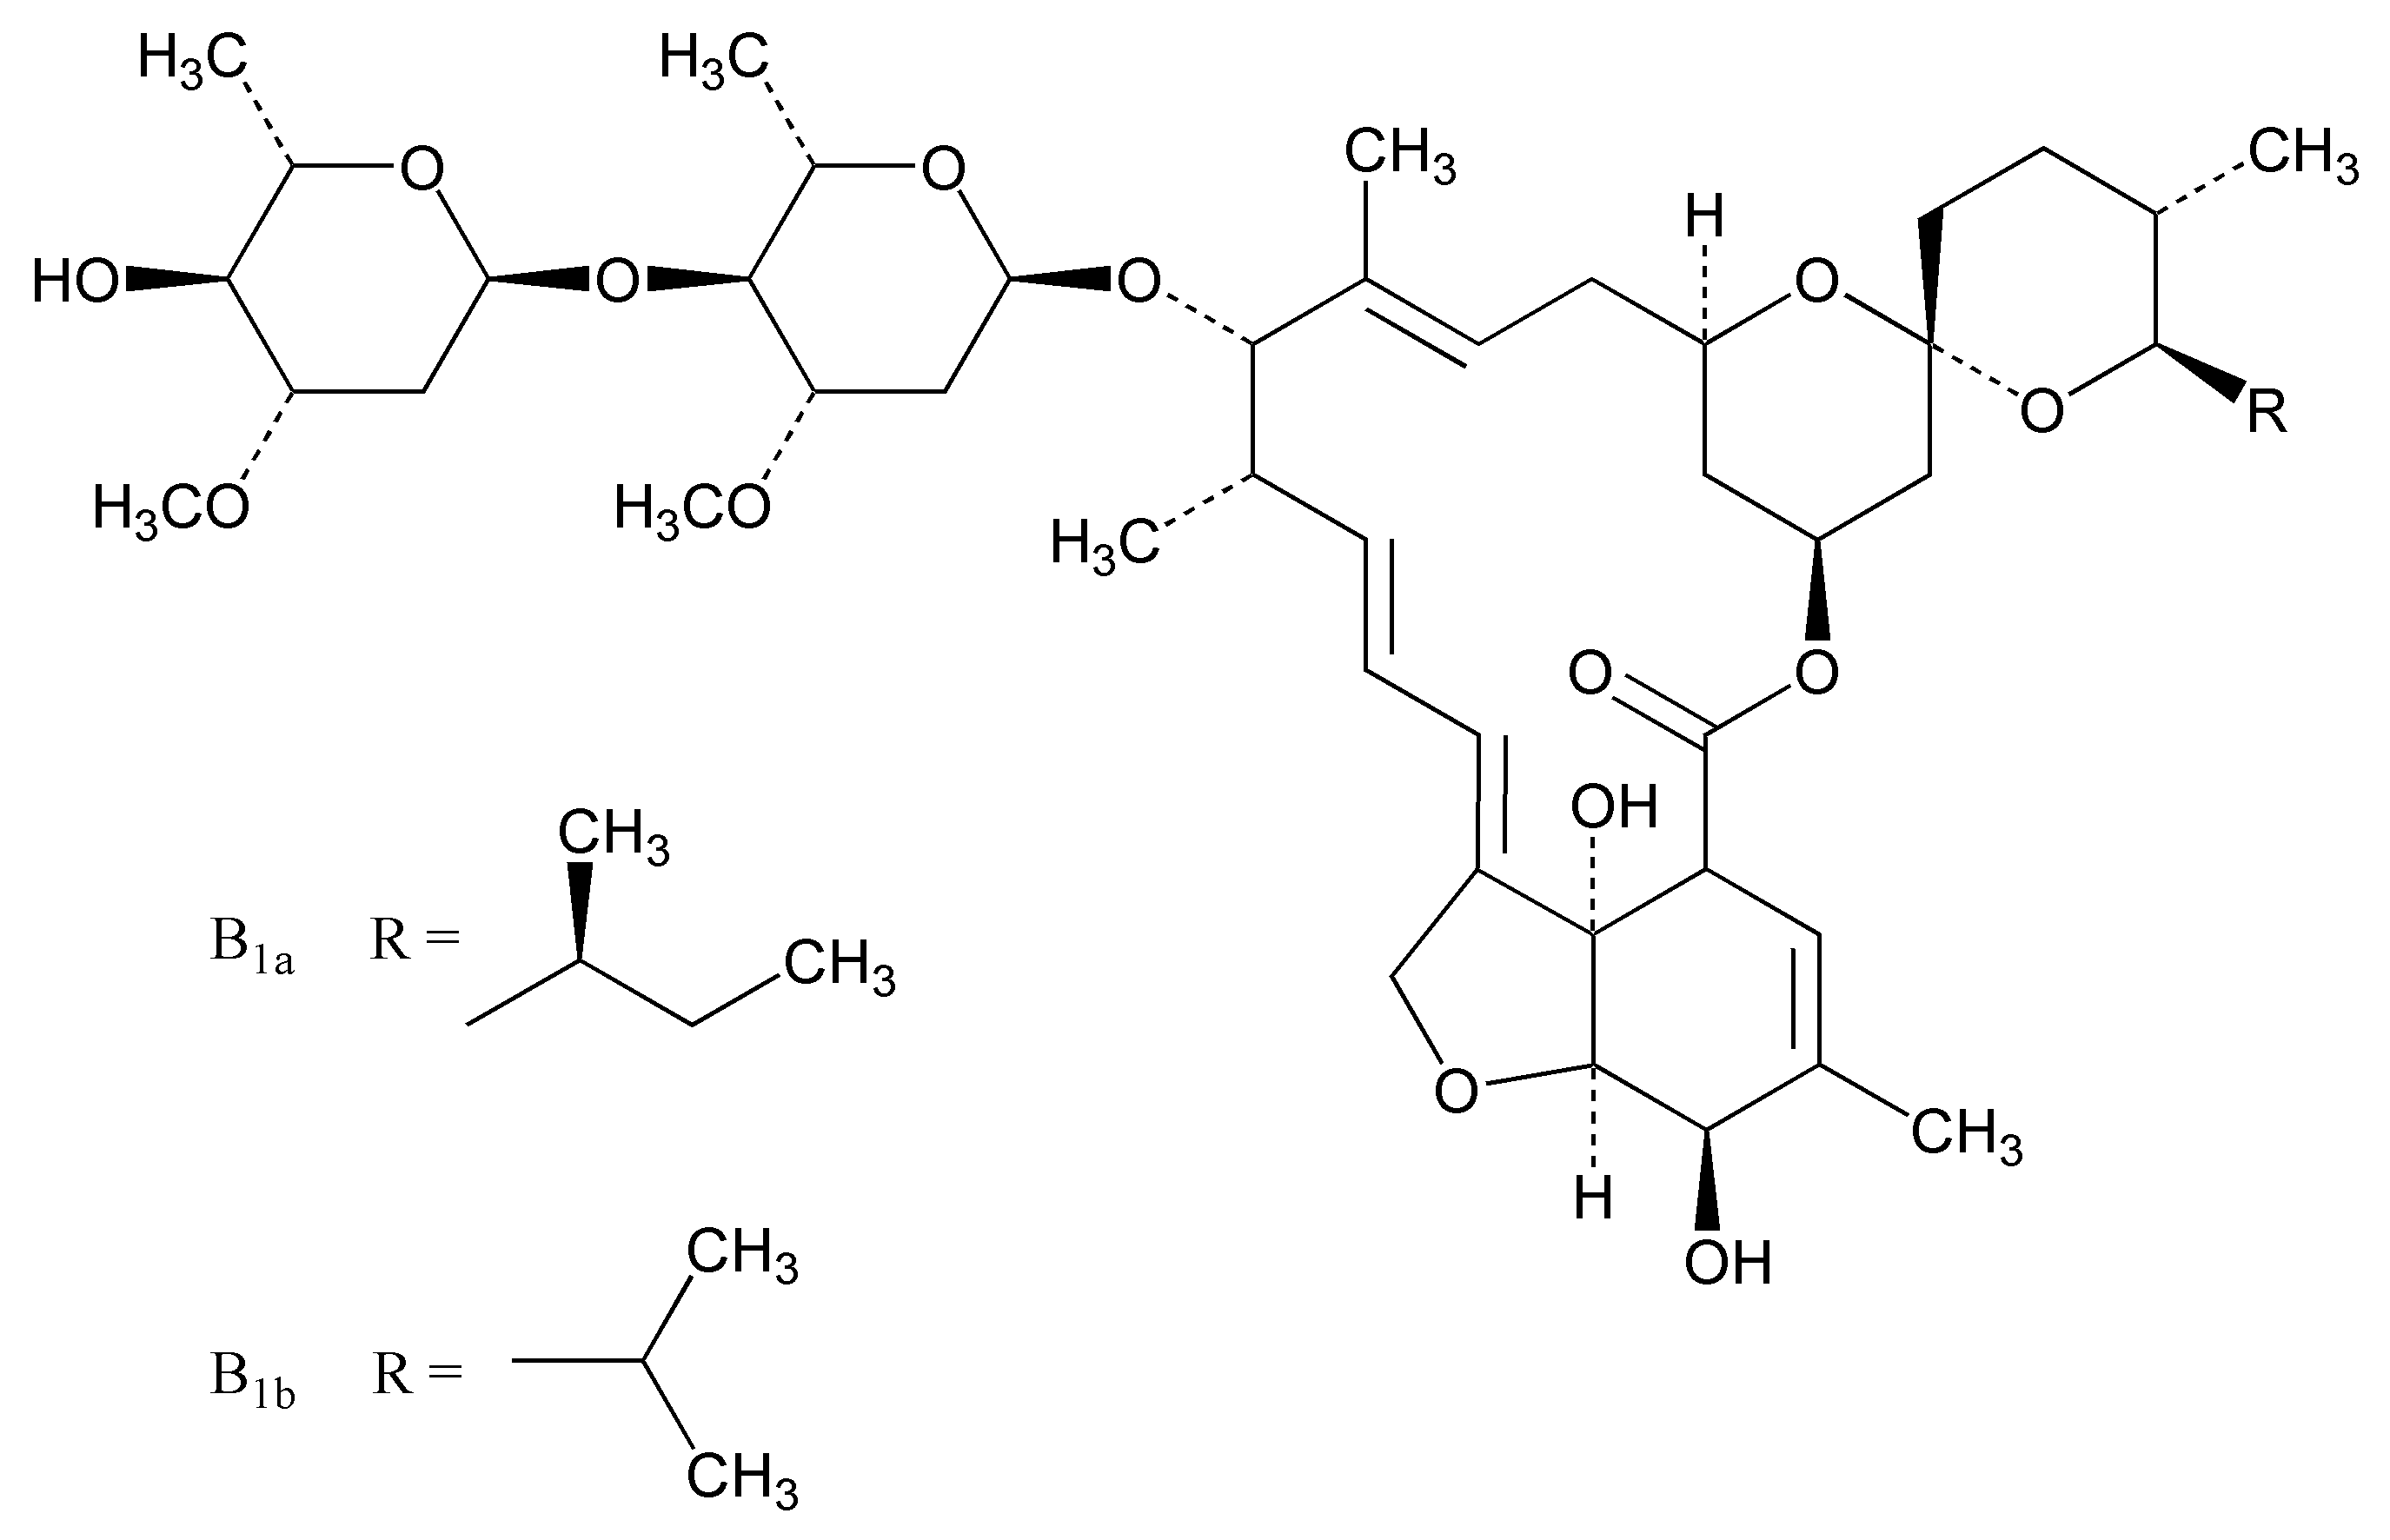 H3C H3C
CH3 CH3
O O H
HO O O O R
O
H3CO H3CO H3C
O O
OH
CH3
B1a R = CH3
O CH3
H
OH
CH3
B1b R =
CH3